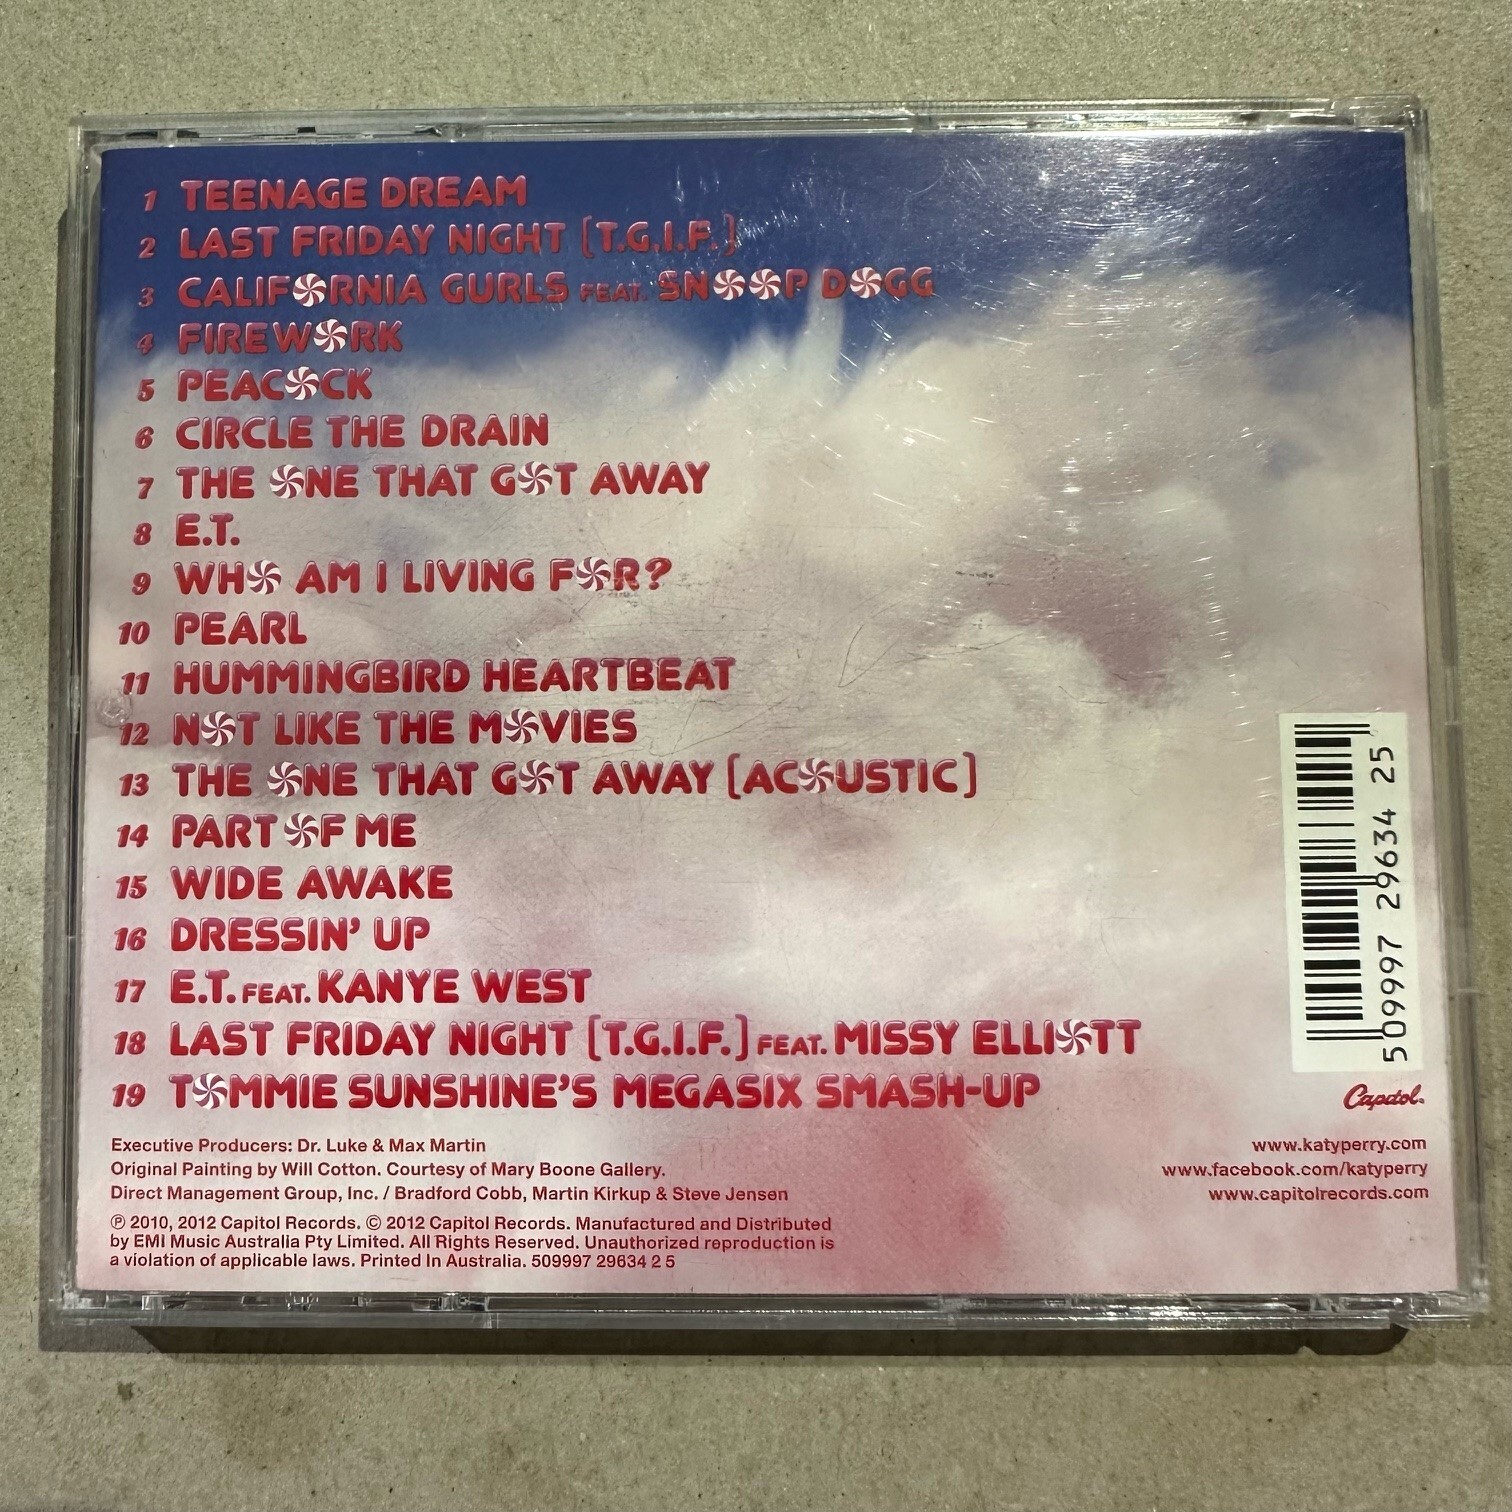 1 TEENAGE DREAM
2 LAST FRIDAY NIGHT (T.G.I.F.)
3 CALIFORNIA GURLS FEAT. SNOOP DOGG
4 FIREWORK
5 PEACOCK
6 CIRCLE THE DRAIN
7 THE ONE THAT GOT AWAY
8 E.T.
9 WHO AM I LIVING FOR?
10 PEARL
11 HUMMINGBIRD HEARTBEAT
12 NOT LIKE THE MOVIES
13 THE ONE THAT GOT AWAY (ACOUSTIC)
14 PART OF ME
15 WIDE AWAKE
16 DRESSIN' UP
17 E.T. FEAT. KANYE WEST
18 LAST FRIDAY NIGHT (T.G.I.F.) FEAT. MISSY ELLIOTT
19 TOMMIE SUNSHINE'S MEGASIX SMASH-UP
5 09997 29634 25
Capitol.
Executive Producers: Dr. Luke & Max Martin
Original Painting by Will Cotton. Courtesy of Mary Boone Gallery.
Direct Management Group, Inc. / Bradford Cobb, Martin Kirkup & Steve Jensen
℗ 2010, 2012 Capitol Records. © 2012 Capitol Records. Manufactured and Distributed
by EMI Music Australia Pty Limited. All Rights Reserved. Unauthorized reproduction is
a violation of applicable laws. Printed In Australia. 509997 29634 2 5
www.katyperry.com
www.facebook.com/katyperry
www.capitolrecords.com